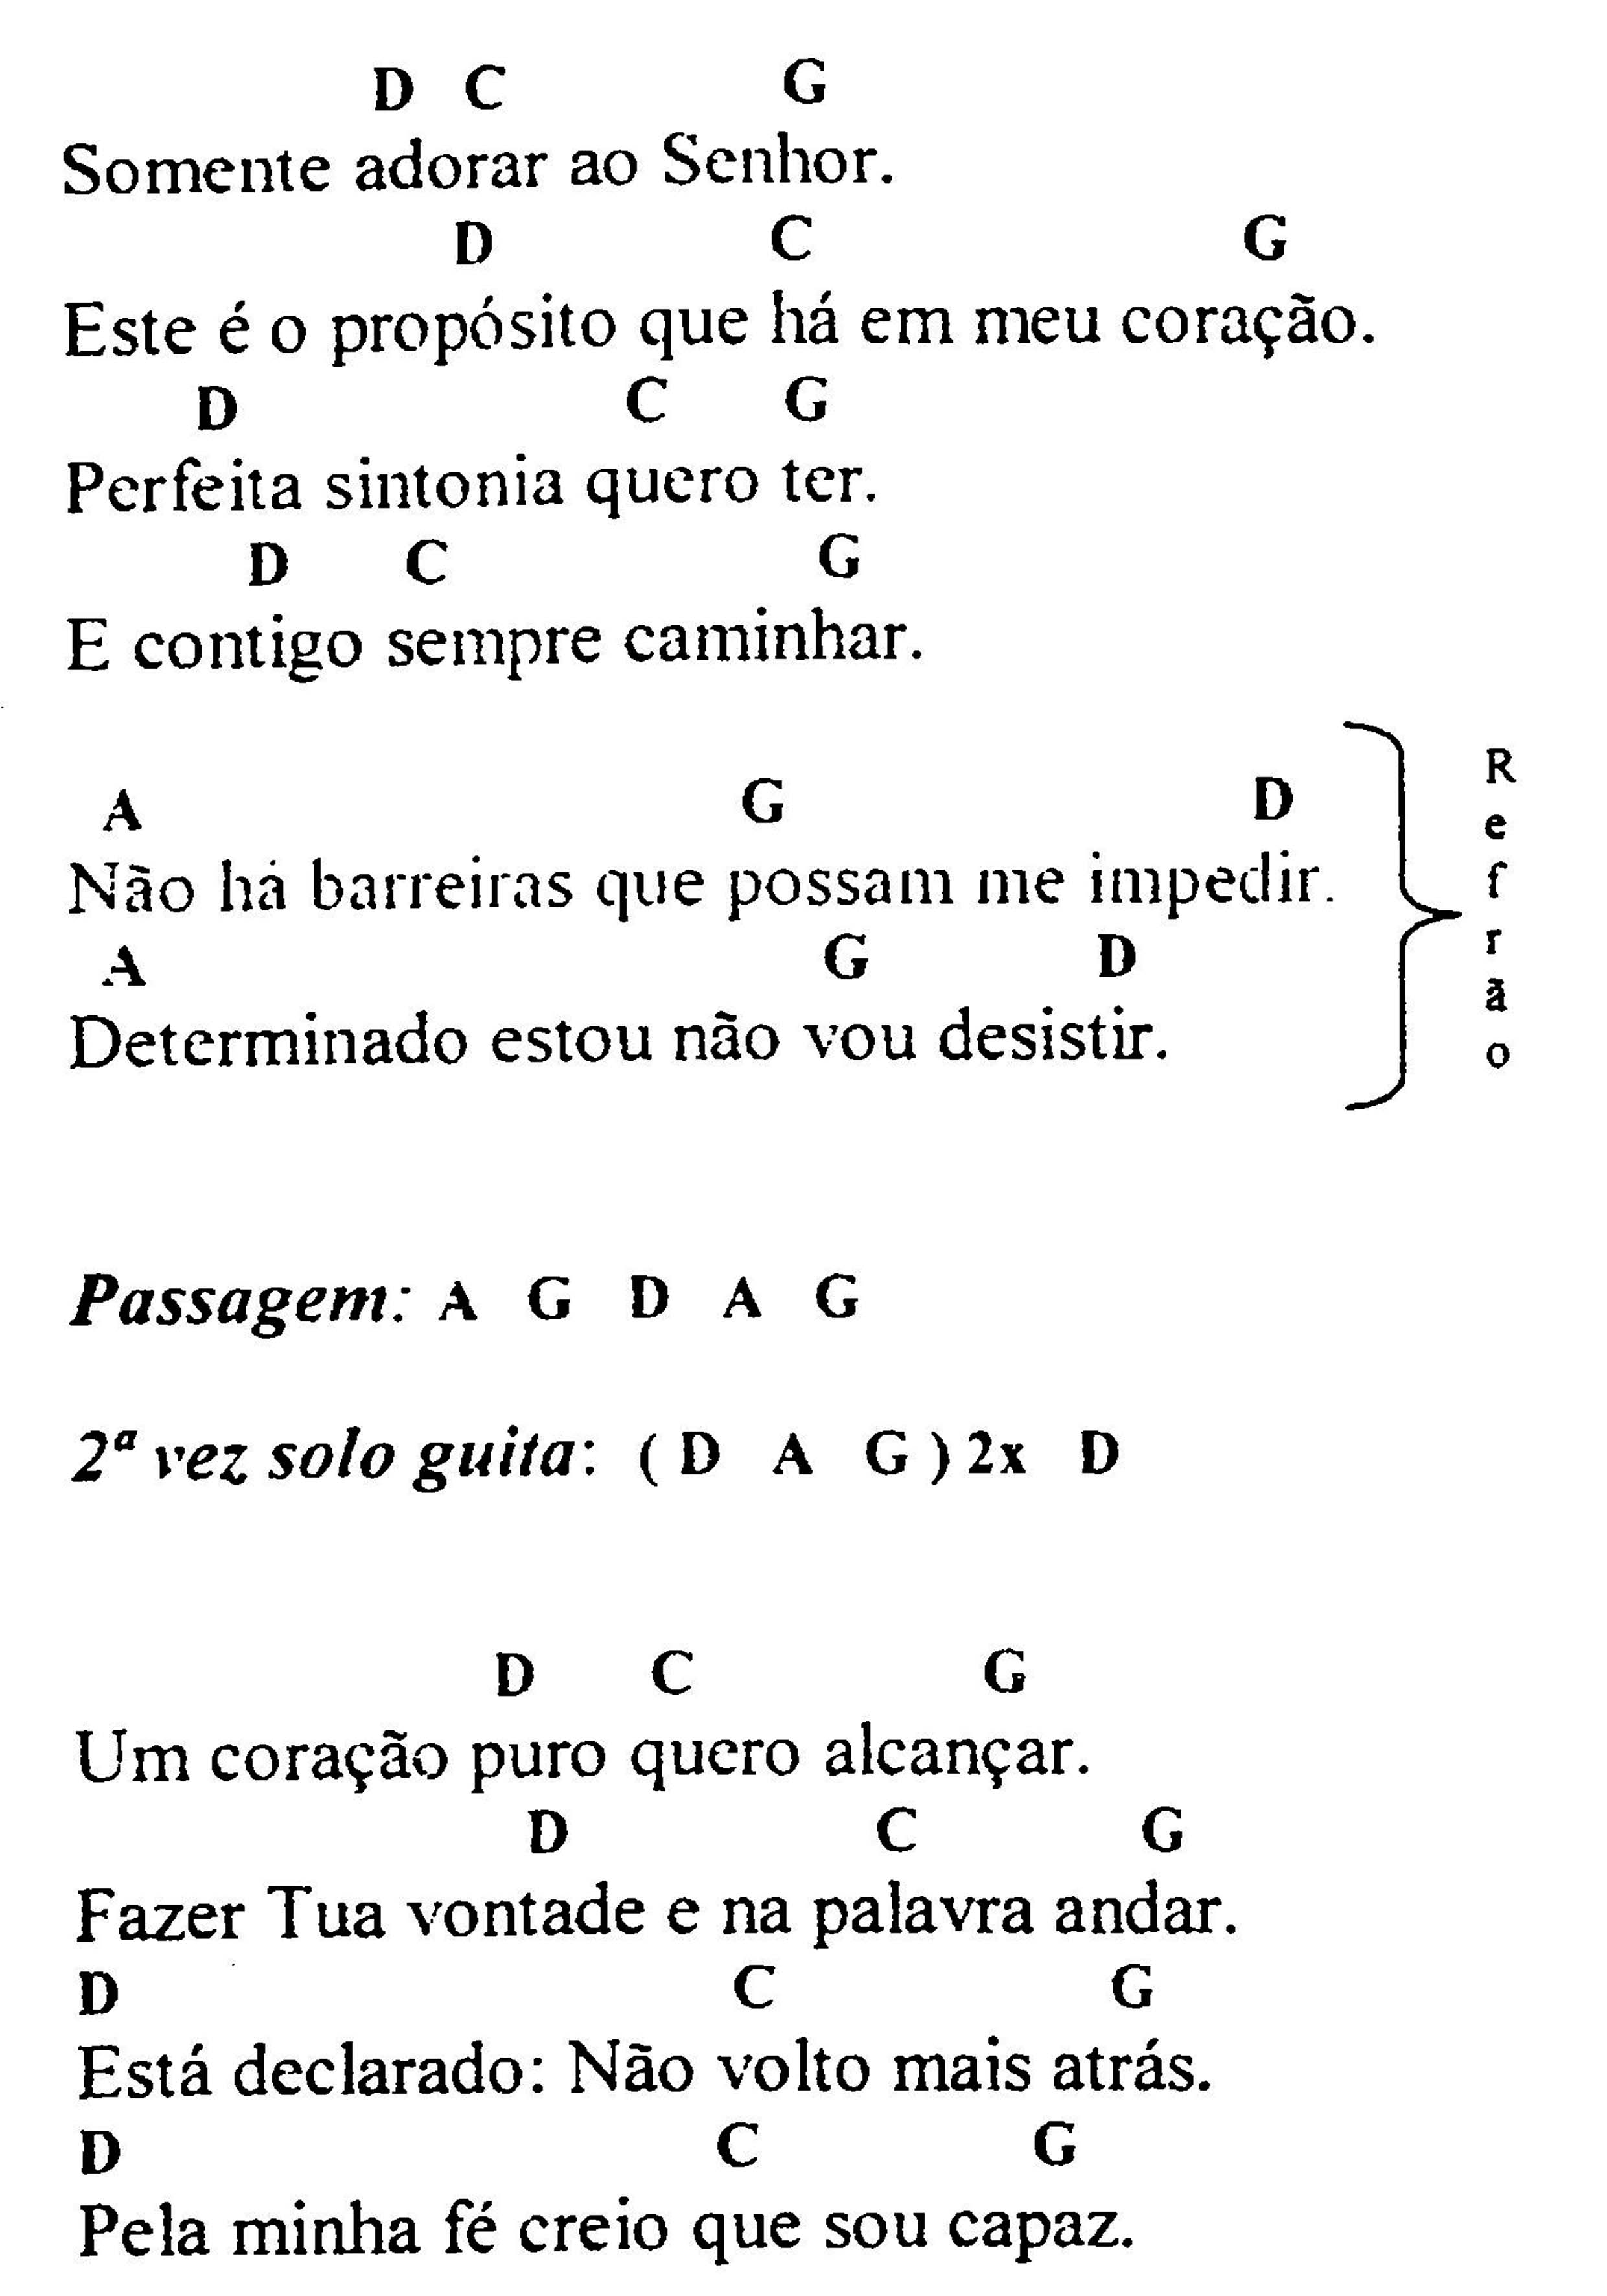 D C G
Somente adorar ao Senhor.
D C G
Este é o propósito que há em meu coração.
D C G
Perfeita sintonia quero ter.
D C G
E contigo sempre caminhar.
A G D
Não há barreiras que possam me impedir.
A G D
Determinado estou não vou desistir.
Refrão
Passagem: A G D A G
2ª vez solo guita: ( D A G ) 2x D
D C G
Um coração puro quero alcançar.
D C G
Fazer Tua vontade e na palavra andar.
D C G
Está declarado: Não volto mais atrás.
D C G
Pela minha fé creio que sou capaz.